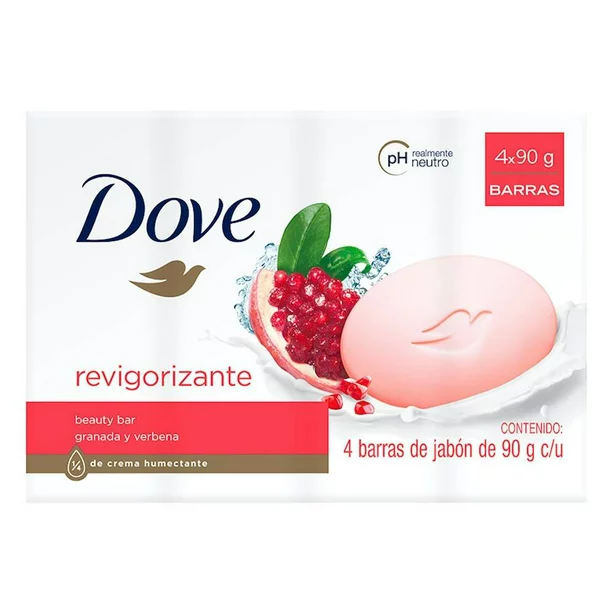 Dove
pH realmente
neutro
4x90 g
BARRAS
revigorizante
beauty bar
granada y verbena
¼ de crema humectante
CONTENIDO:
4 barras de jabón de 90 g c/u